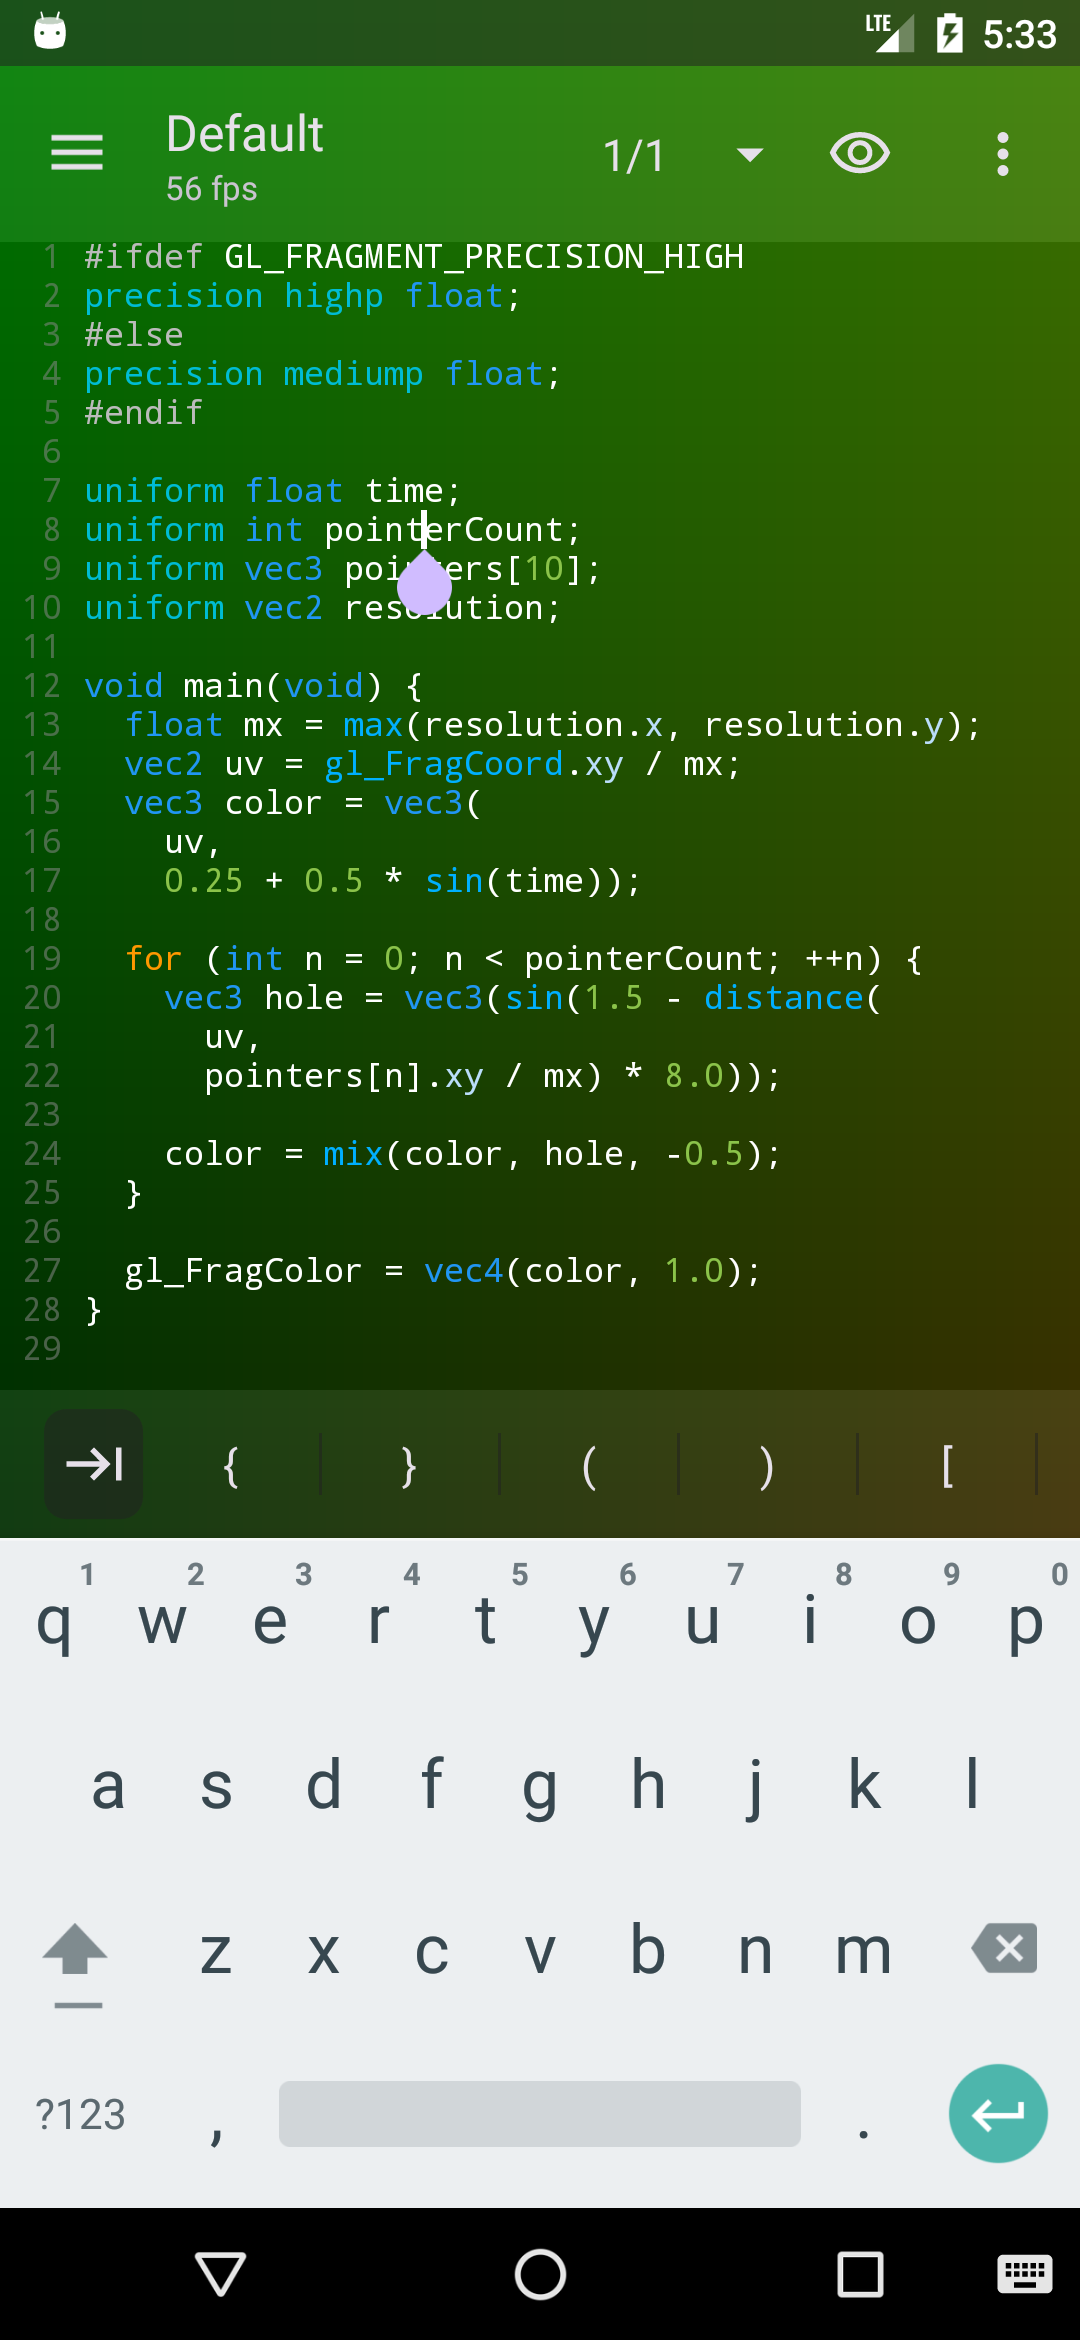 LTE 5:33
Default 1/1
56 fps
1 #ifdef GL_FRAGMENT_PRECISION_HIGH
2 precision highp float;
3 #else
4 precision mediump float;
5 #endif
6
7 uniform float time;
8 uniform int pointerCount;
9 uniform vec3 pointers[10];
10 uniform vec2 resolution;
11
12 void main(void) {
13   float mx = max(resolution.x, resolution.y);
14   vec2 uv = gl_FragCoord.xy / mx;
15   vec3 color = vec3(
16     uv,
17     0.25 + 0.5 * sin(time));
18
19   for (int n = 0; n < pointerCount; ++n) {
20     vec3 hole = vec3(sin(1.5 - distance(
21       uv,
22       pointers[n].xy / mx) * 8.0));
23
24     color = mix(color, hole, -0.5);
25   }
26
27   gl_FragColor = vec4(color, 1.0);
28 }
29
{ } ( ) [
1 2 3 4 5 6 7 8 9 0
q w e r t y u i o p
a s d f g h j k l
z x c v b n m
?123 , .